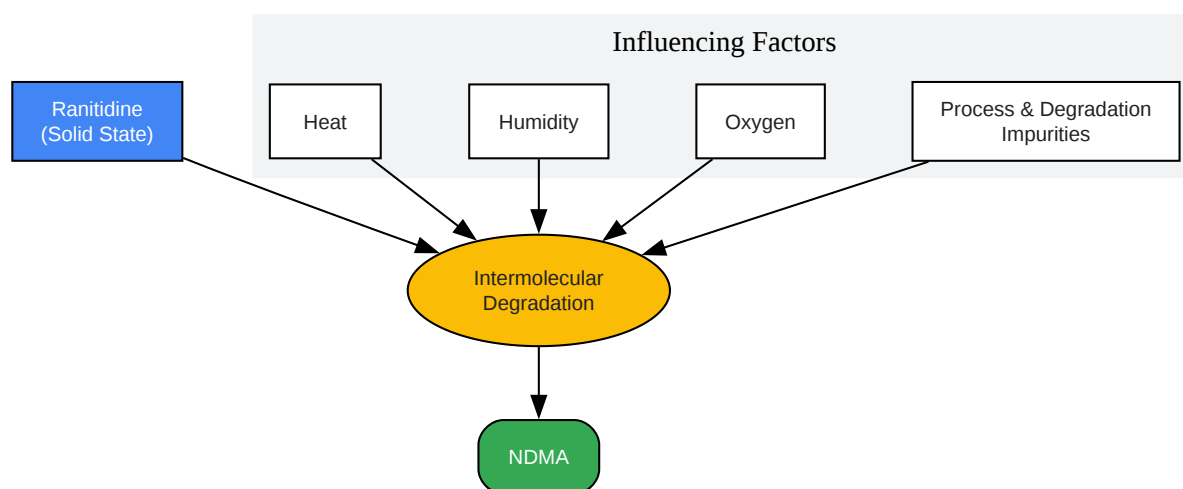 Influencing Factors
Ranitidine
(Solid State)
Heat
Humidity
Oxygen
Process & Degradation
Impurities
Intermolecular
Degradation
NDMA